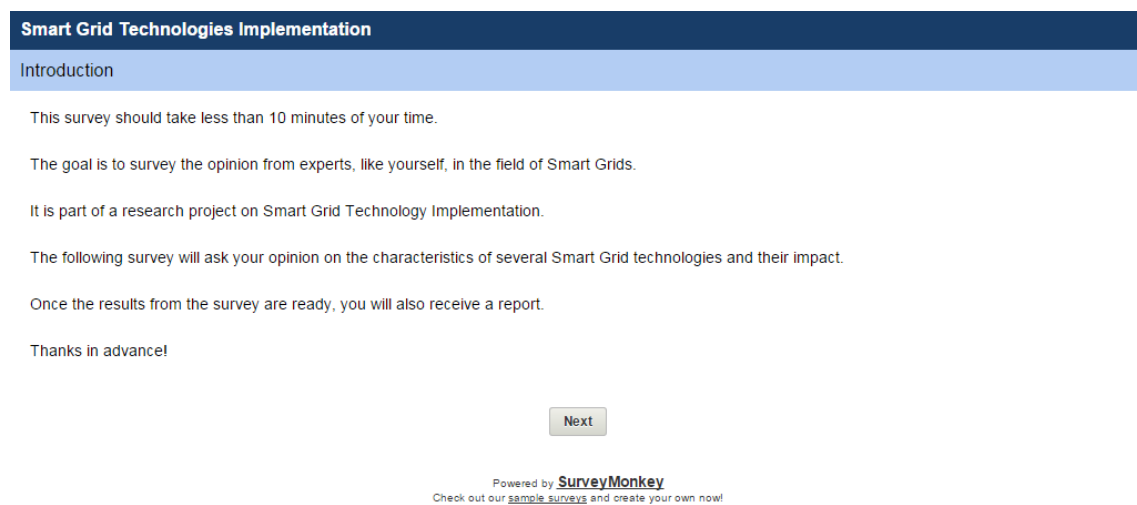 Smart Grid Technologies Implementation
Introduction
This survey should take less than 10 minutes of your time.
The goal is to survey the opinion from experts, like yourself, in the field of Smart Grids.
It is part of a research project on Smart Grid Technology Implementation.
The following survey will ask your opinion on the characteristics of several Smart Grid technologies and their impact.
Once the results from the survey are ready, you will also receive a report.
Thanks in advance!
Next
Powered by SurveyMonkey
Check out our sample surveys and create your own now!